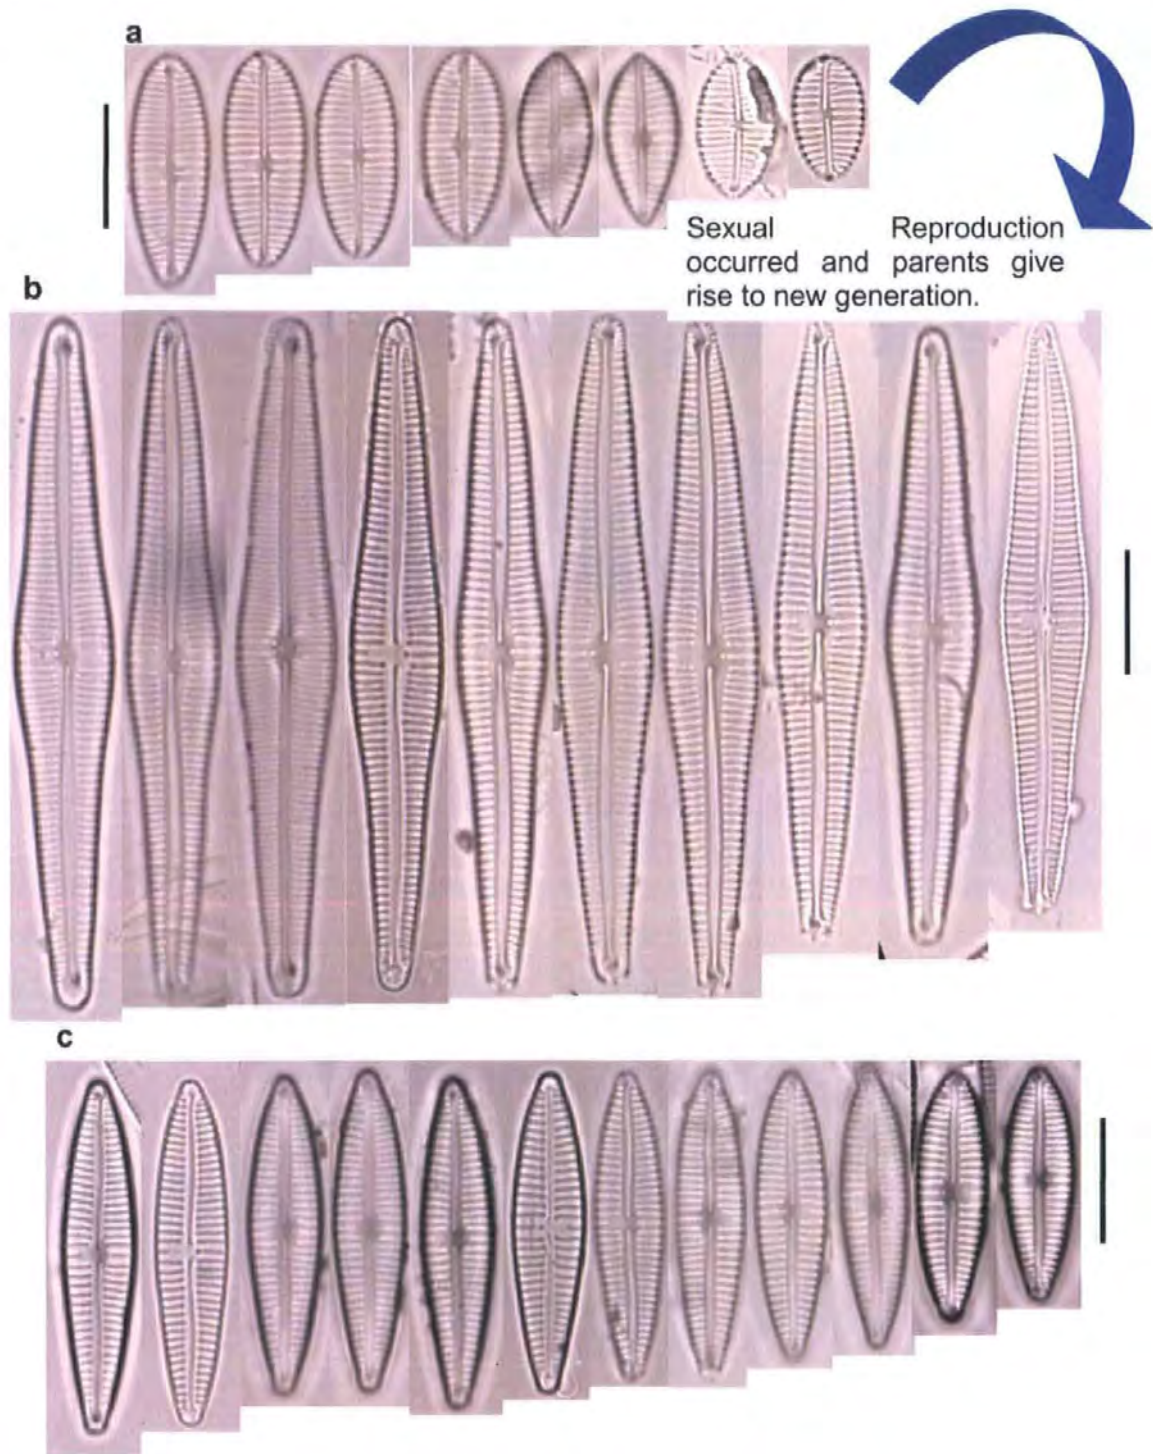 a
Sexual Reproduction
occurred and parents give
rise to new generation.
b
c